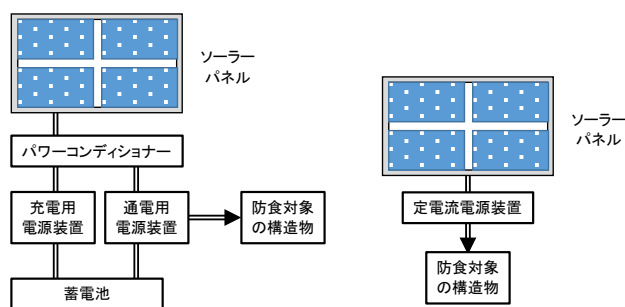 ソーラー
パネル
パワーコンディショナー
充電用
電源装置
通電用
電源装置
防食対象
の構造物
蓄電池
ソーラー
パネル
定電流電源装置
防食対象
の構造物